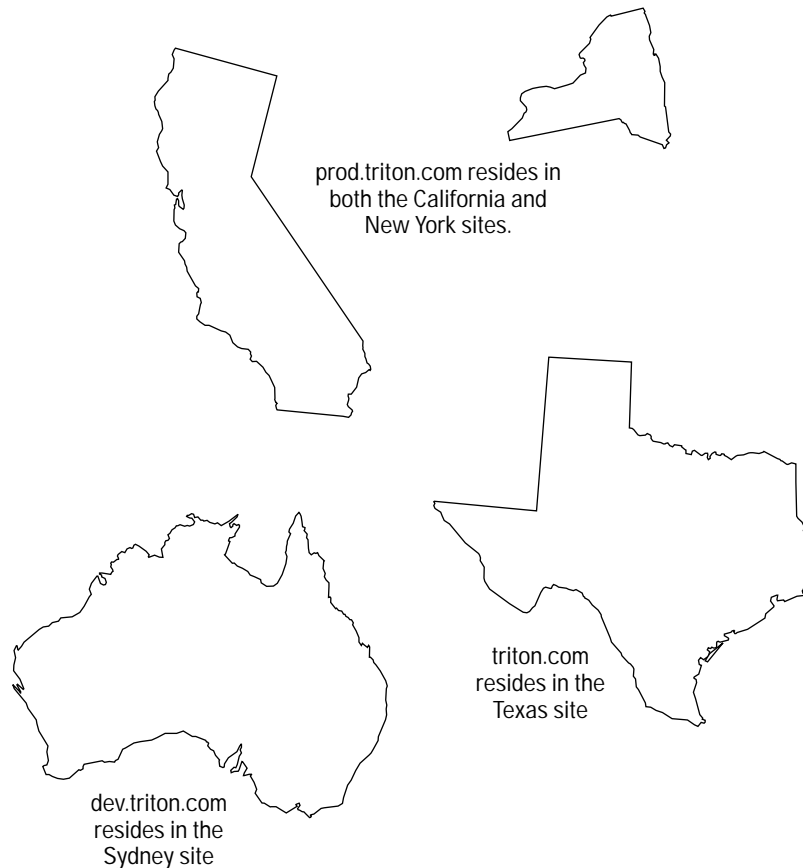 prod.triton.com resides in
both the California and
New York sites.
triton.com
resides in the
Texas site
dev.triton.com
resides in the
Sydney site